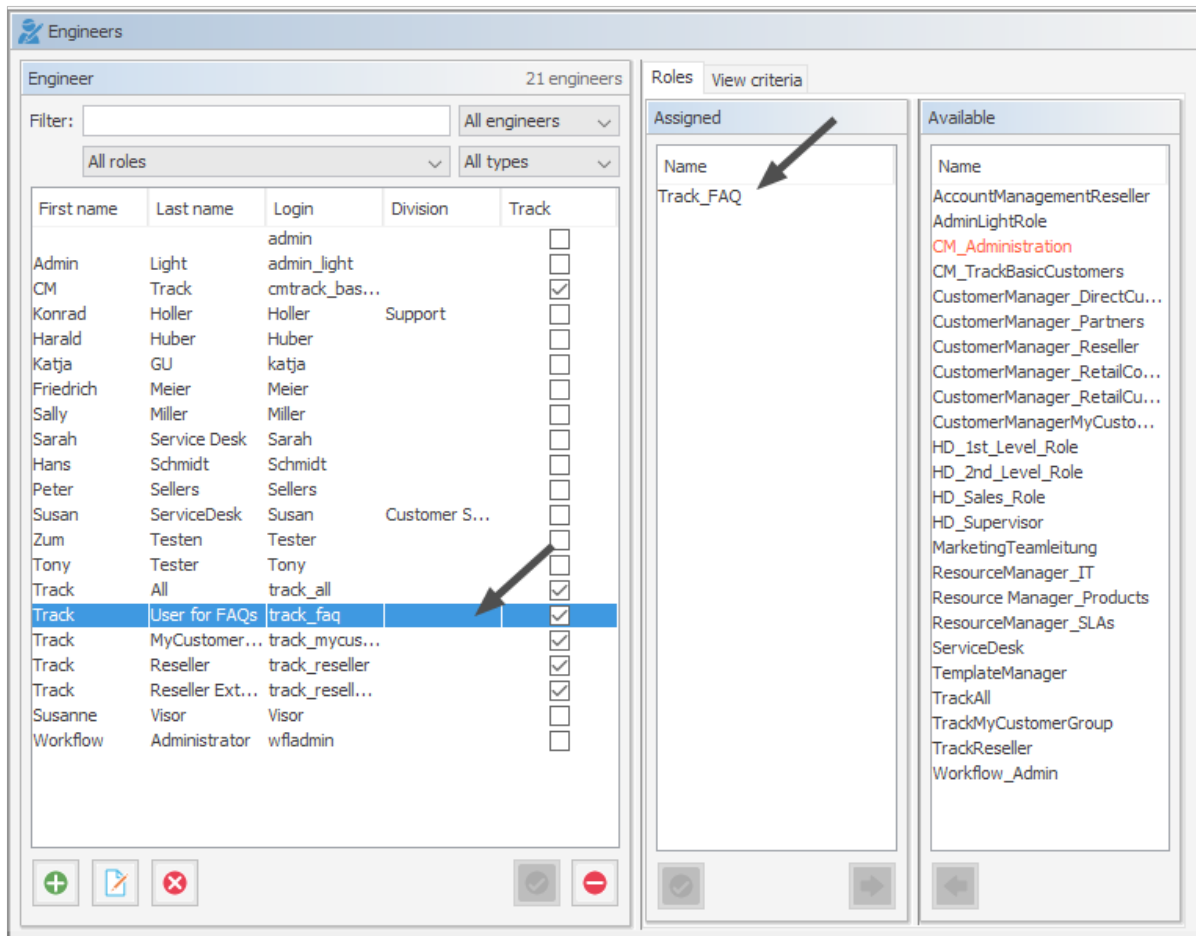 Engineers
Engineer 21 engineers
Filter: All engineers
All roles All types
First name Last name Login Division Track
admin
Admin Light admin_light
CM Track cmtrack_bas...
Konrad Holler Holler Support
Harald Huber Huber
Katja GU katja
Friedrich Meier Meier
Sally Miller Miller
Sarah Service Desk Sarah
Hans Schmidt Schmidt
Peter Sellers Sellers
Susan ServiceDesk Susan Customer S...
Zum Testen Tester
Tony Tester Tony
Track All track_all
Track User for FAQs track_faq
Track MyCustomer... track_mycus...
Track Reseller track_reseller
Track Reseller Ext... track_resell...
Susanne Visor Visor
Workflow Administrator wfladmin
Roles View criteria
Assigned
Name
Track_FAQ
Available
Name
AccountManagementReseller
AdminLightRole
CM_Administration
CM_TrackBasicCustomers
CustomerManager_DirectCu...
CustomerManager_Partners
CustomerManager_Reseller
CustomerManager_RetailCo...
CustomerManager_RetailCu...
CustomerManagerMyCusto...
HD_1st_Level_Role
HD_2nd_Level_Role
HD_Sales_Role
HD_Supervisor
MarketingTeamleitung
ResourceManager_IT
Resource Manager_Products
ResourceManager_SLAs
ServiceDesk
TemplateManager
TrackAll
TrackMyCustomerGroup
TrackReseller
Workflow_Admin